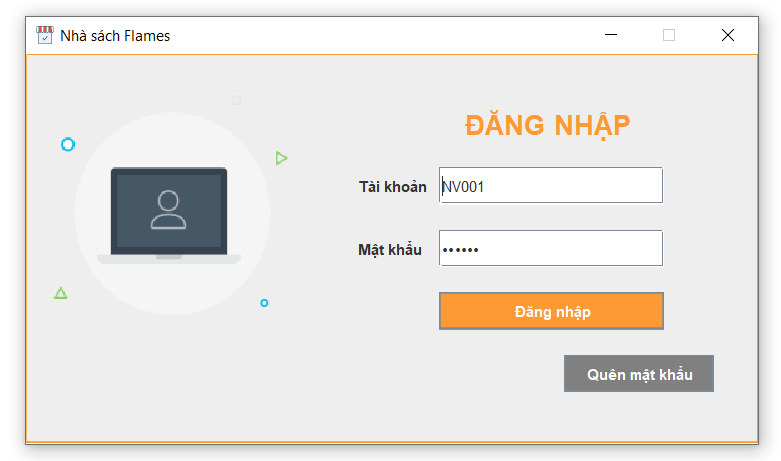 Nhà sách Flames
ĐĂNG NHẬP
Tài khoản NV001
Mật khẩu ••••••
Đăng nhập
Quên mật khẩu